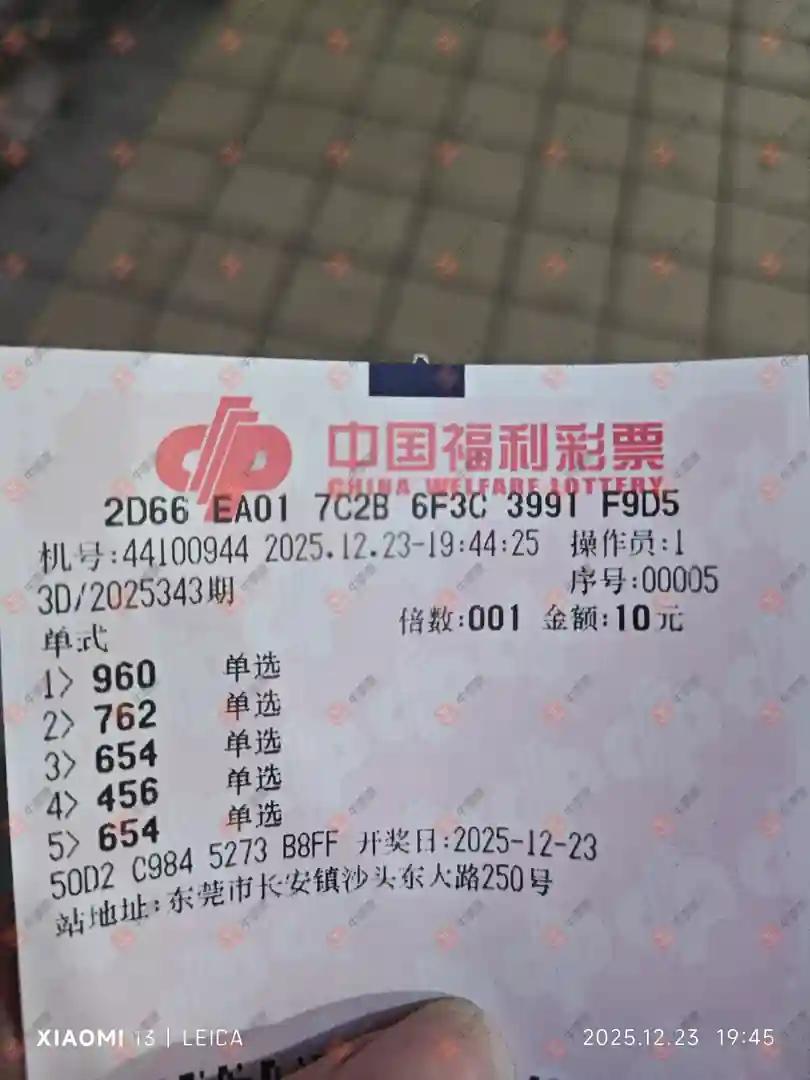 中国福利彩票
CHINA WELFARE LOTTERY
2D66 EA01 7C2B 6F3C 3991 F9D5
机号:44100944 2025.12.23-19:44:25 操作员:1
3D/2025343期 序号:00005
单式 倍数:001 金额:10元
1> 960 单选
2> 762 单选
3> 654 单选
4> 456 单选
5> 654 单选
50D2 C984 5273 B8FF 开奖日:2025-12-23
站地址:东莞市长安镇沙头东大路250号
XIAOMI 13 | LEICA 2025.12.23 19:45